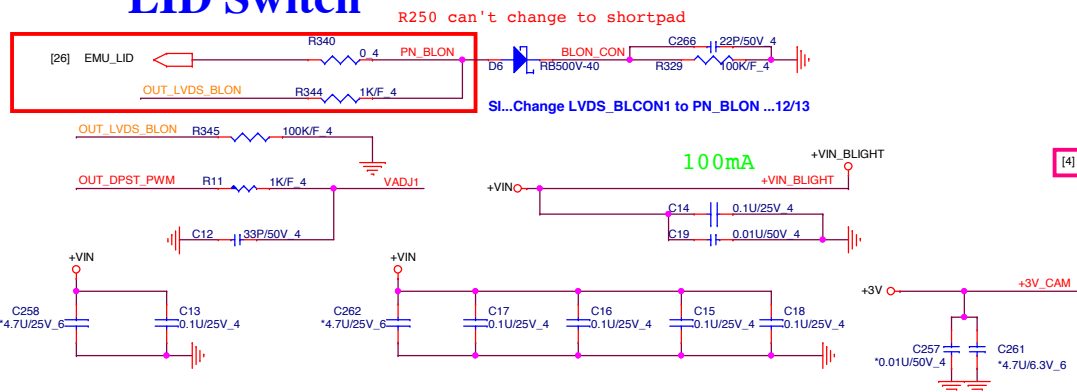 LID Switch
R250 can't change to shortpad
[26] EMU_LID R340 0_4 PN_BLON D6 RB500V-40 BLON_CON C266 22P/50V_4
R329 100K/F_4
OUT_LVDS_BLON R344 1K/F_4
SI...Change LVDS_BLCON1 to PN_BLON ...12/13
OUT_LVDS_BLON R345 100K/F_4
100mA
+VIN_BLIGHT
[4]
OUT_DPST_PWM R11 1K/F_4 VADJ1
+VIN +VIN_BLIGHT
C14 0.1U/25V_4
C19 0.01U/50V_4
C12 33P/50V_4
+VIN
+VIN
+3V +3V_CAM
C258 *4.7U/25V_6
C13 0.1U/25V_4
C262 *4.7U/25V_6
C17 0.1U/25V_4
C16 0.1U/25V_4
C15 0.1U/25V_4
C18 0.1U/25V_4
C257 *0.01U/50V_4
C261 *4.7U/6.3V_6